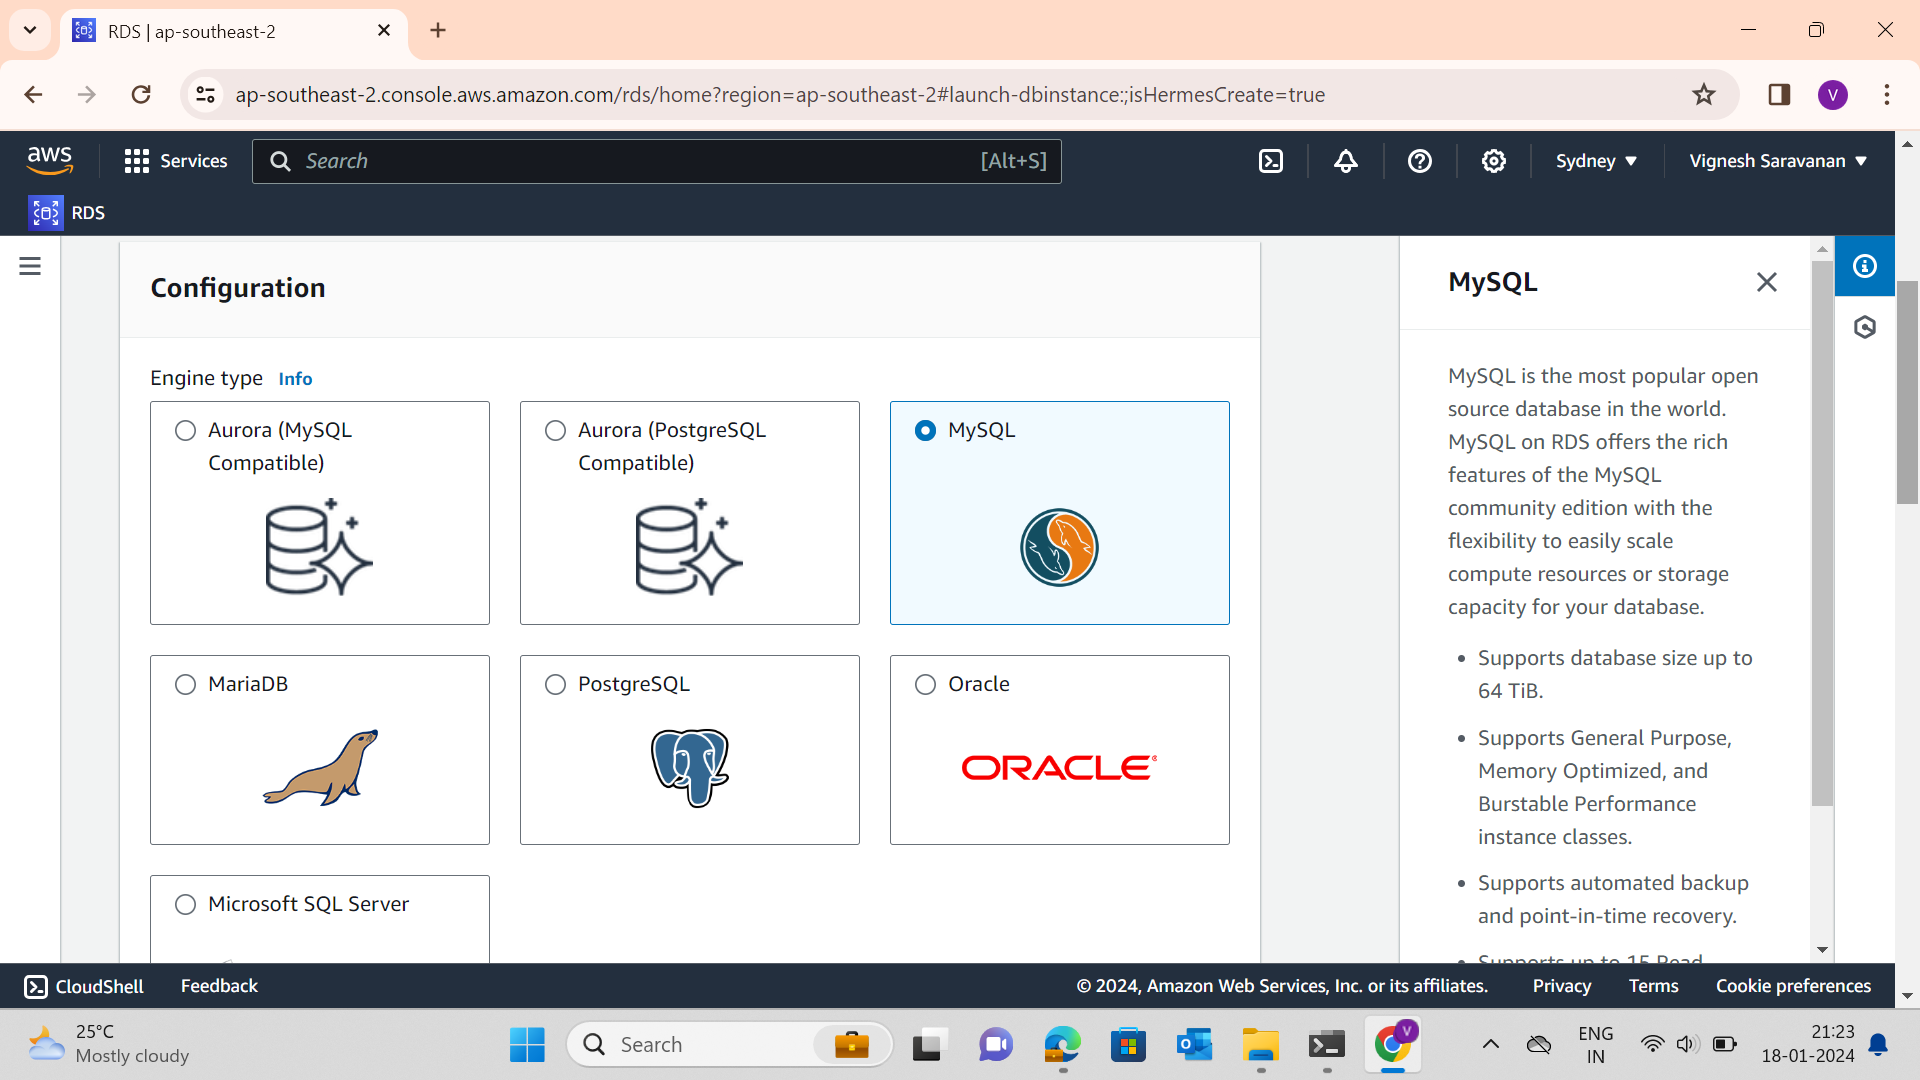 RDS | ap-southeast-2
ap-southeast-2.console.aws.amazon.com/rds/home?region=ap-southeast-2#launch-dbinstance:;isHermesCreate=true
V
aws
Services
Search
[Alt+S]
Sydney
Vignesh Saravanan
RDS
Configuration
Engine type Info
Aurora (MySQL
Compatible)
Aurora (PostgreSQL
Compatible)
MySQL
MariaDB
PostgreSQL
Oracle
ORACLE®
Microsoft SQL Server
MySQL
MySQL is the most popular open
source database in the world.
MySQL on RDS offers the rich
features of the MySQL
community edition with the
flexibility to easily scale
compute resources or storage
capacity for your database.
• Supports database size up to
64 TiB.
• Supports General Purpose,
Memory Optimized, and
Burstable Performance
instance classes.
• Supports automated backup
and point-in-time recovery.
• Supports up to 15 Read
CloudShell
Feedback
© 2024, Amazon Web Services, Inc. or its affiliates.
Privacy
Terms
Cookie preferences
25°C
Mostly cloudy
Search
V
ENG
IN
21:23
18-01-2024